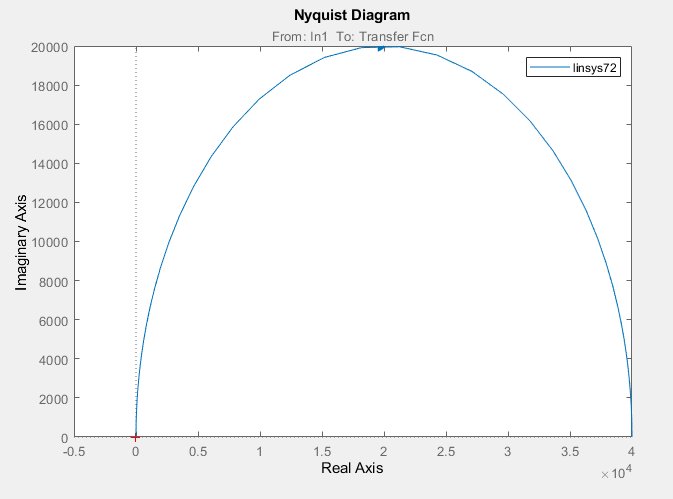 Nyquist Diagram
From: In1 To: Transfer Fcn
20000
18000
16000
14000
12000
10000
8000
6000
4000
2000
0
Imaginary Axis
linsys72
-0.5 0 0.5 1 1.5 2 2.5 3 3.5 4
Real Axis
×10⁴